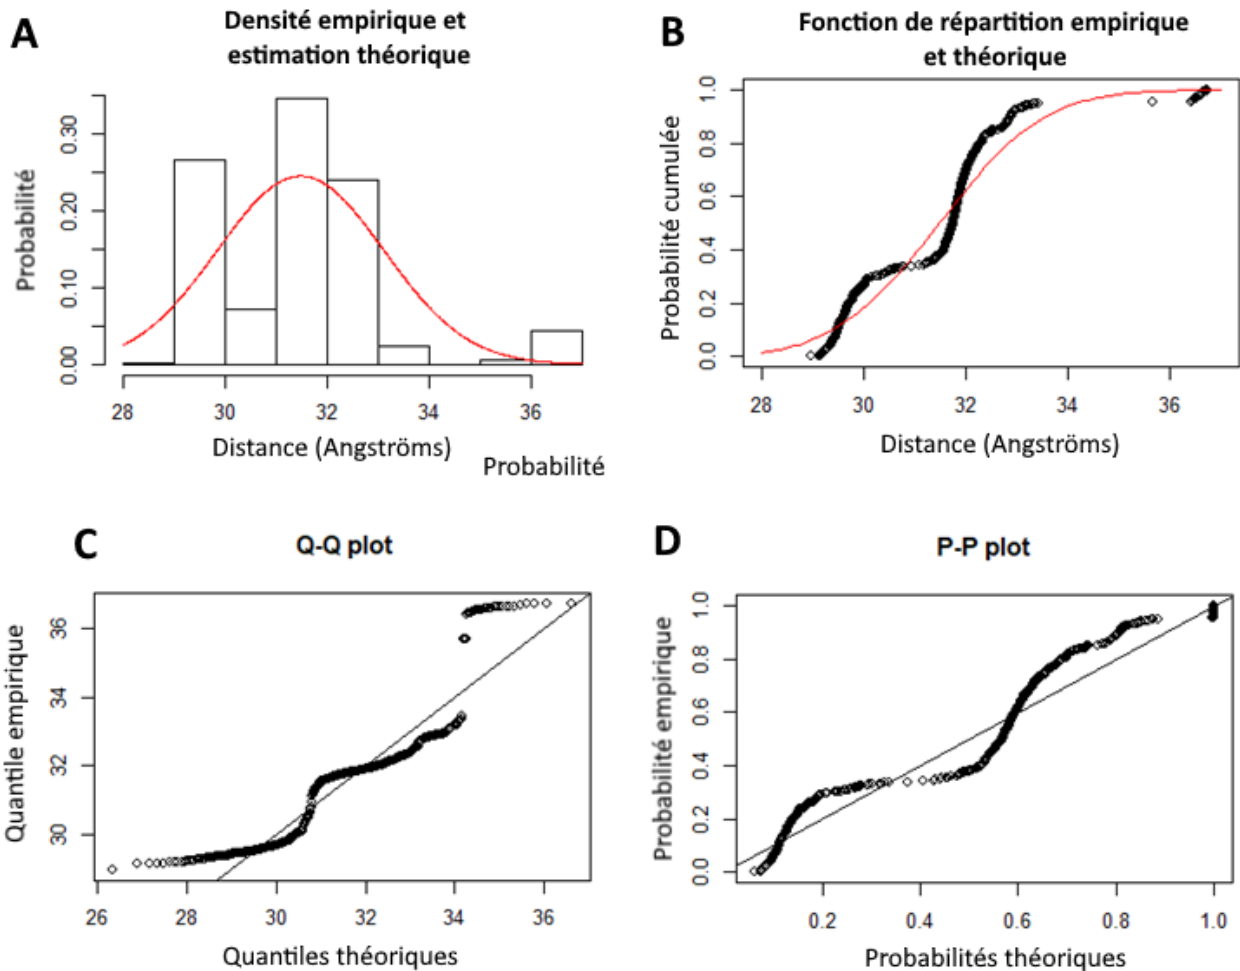 A
Densité empirique et
estimation théorique
Probabilité
0.00 0.10 0.20 0.30
28 30 32 34 36
Distance (Angströms)
Probabilité
B
Fonction de répartition empirique
et théorique
Probabilité cumulée
0.0 0.2 0.4 0.6 0.8 1.0
28 30 32 34 36
Distance (Angströms)
C
Q-Q plot
Quantile empirique
30 32 34 36
26 28 30 32 34 36
Quantiles théoriques
D
P-P plot
Probabilité empirique
0.0 0.2 0.4 0.6 0.8 1.0
0.2 0.4 0.6 0.8 1.0
Probabilités théoriques